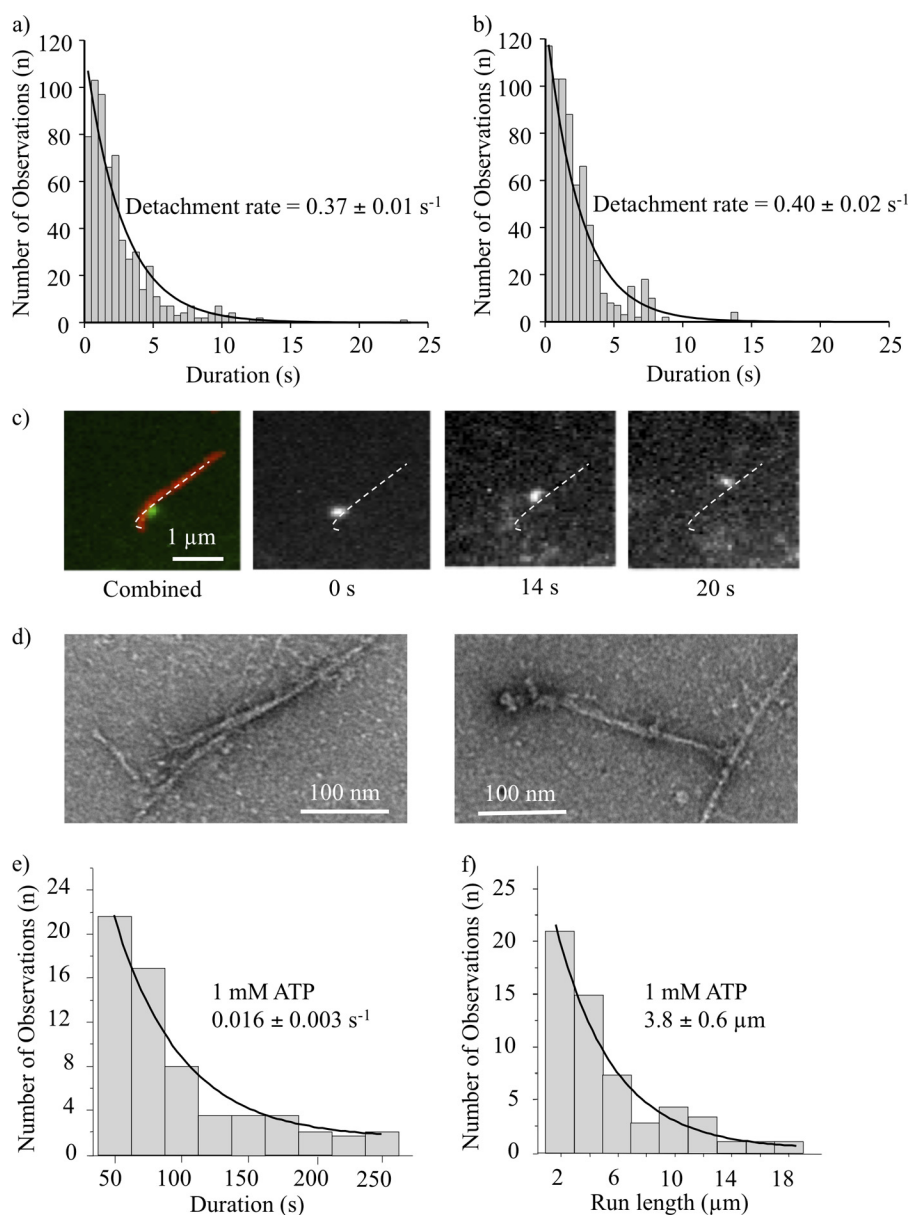 a)
120
100
80
60
40
20
0
Number of Observations (n)
Detachment rate = 0.37 ± 0.01 s-1
0 5 10 15 20 25
Duration (s)
b)
120
100
80
60
40
20
0
Number of Observations (n)
Detachment rate = 0.40 ± 0.02 s-1
0 5 10 15 20 25
Duration (s)
c)
1 µm
Combined 0 s 14 s 20 s
d)
100 nm 100 nm
e)
24
20
16
12
8
4
0
Number of Observations (n)
1 mM ATP
0.016 ± 0.003 s-1
50 100 150 200 250
Duration (s)
f)
25
20
15
10
5
0
Number of Observations (n)
1 mM ATP
3.8 ± 0.6 µm
2 6 10 14 18
Run length (µm)